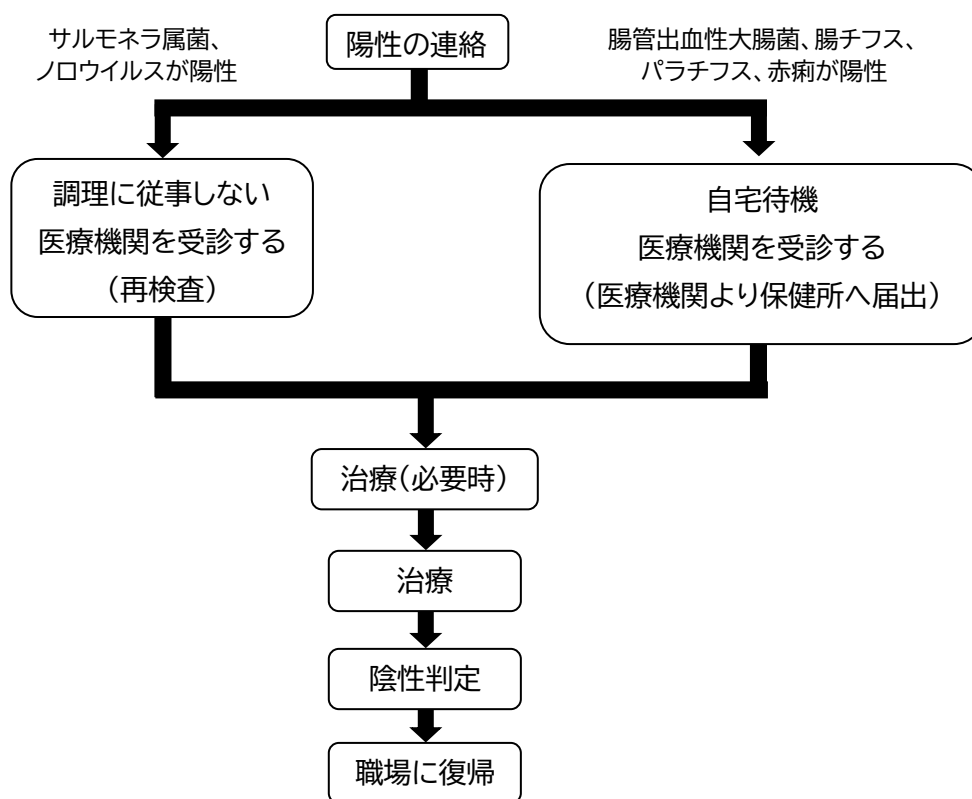 陽性の連絡
サルモネラ属菌、
ノロウイルスが陽性
腸管出血性大腸菌、腸チフス、
パラチフス、赤痢が陽性
調理に従事しない
医療機関を受診する
（再検査）
自宅待機
医療機関を受診する
（医療機関より保健所へ届出）
治療（必要時）
治療
陰性判定
職場に復帰